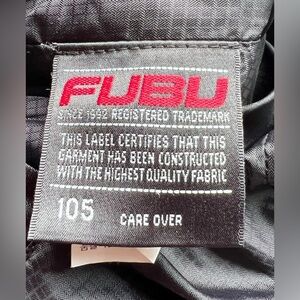 FUBU
SINCE 1992 REGISTERED TRADEMARK
THIS LABEL CERTIFIES THAT THIS
GARMENT HAS BEEN CONSTRUCTED
WITH THE HIGHEST QUALITY FABRIC
105 CARE OVER